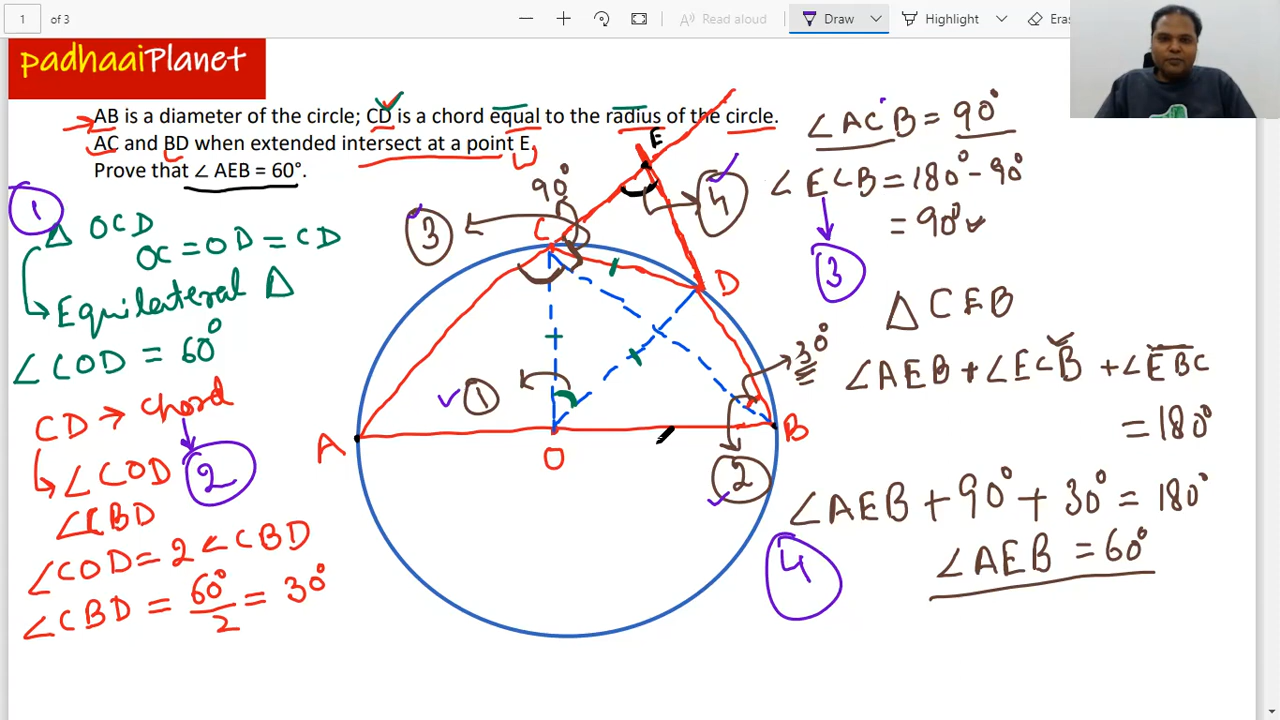 1 of 3
Read aloud
Draw
Highlight
Eras
padhaaiPlanet
AB is a diameter of the circle; CD is a chord equal to the radius of the circle.
AC and BD when extended intersect at a point E.
Prove that ∠ AEB = 60°.
1
△ OCD
OC = OD = CD
Equilateral △
∠COD = 60°
CD → chord
∠COD
2
∠CBD
∠COD = 2 ∠CBD
∠CBD = 60°/2 = 30°
E
90°
4
3
C
D
30°
1
A
O
B
2
∠ACB = 90°
∠ECB = 180° - 90°
= 90°
3
△ CEB
∠AEB + ∠ECB + ∠EBC
= 180°
∠AEB + 90° + 30° = 180°
4
∠AEB = 60°